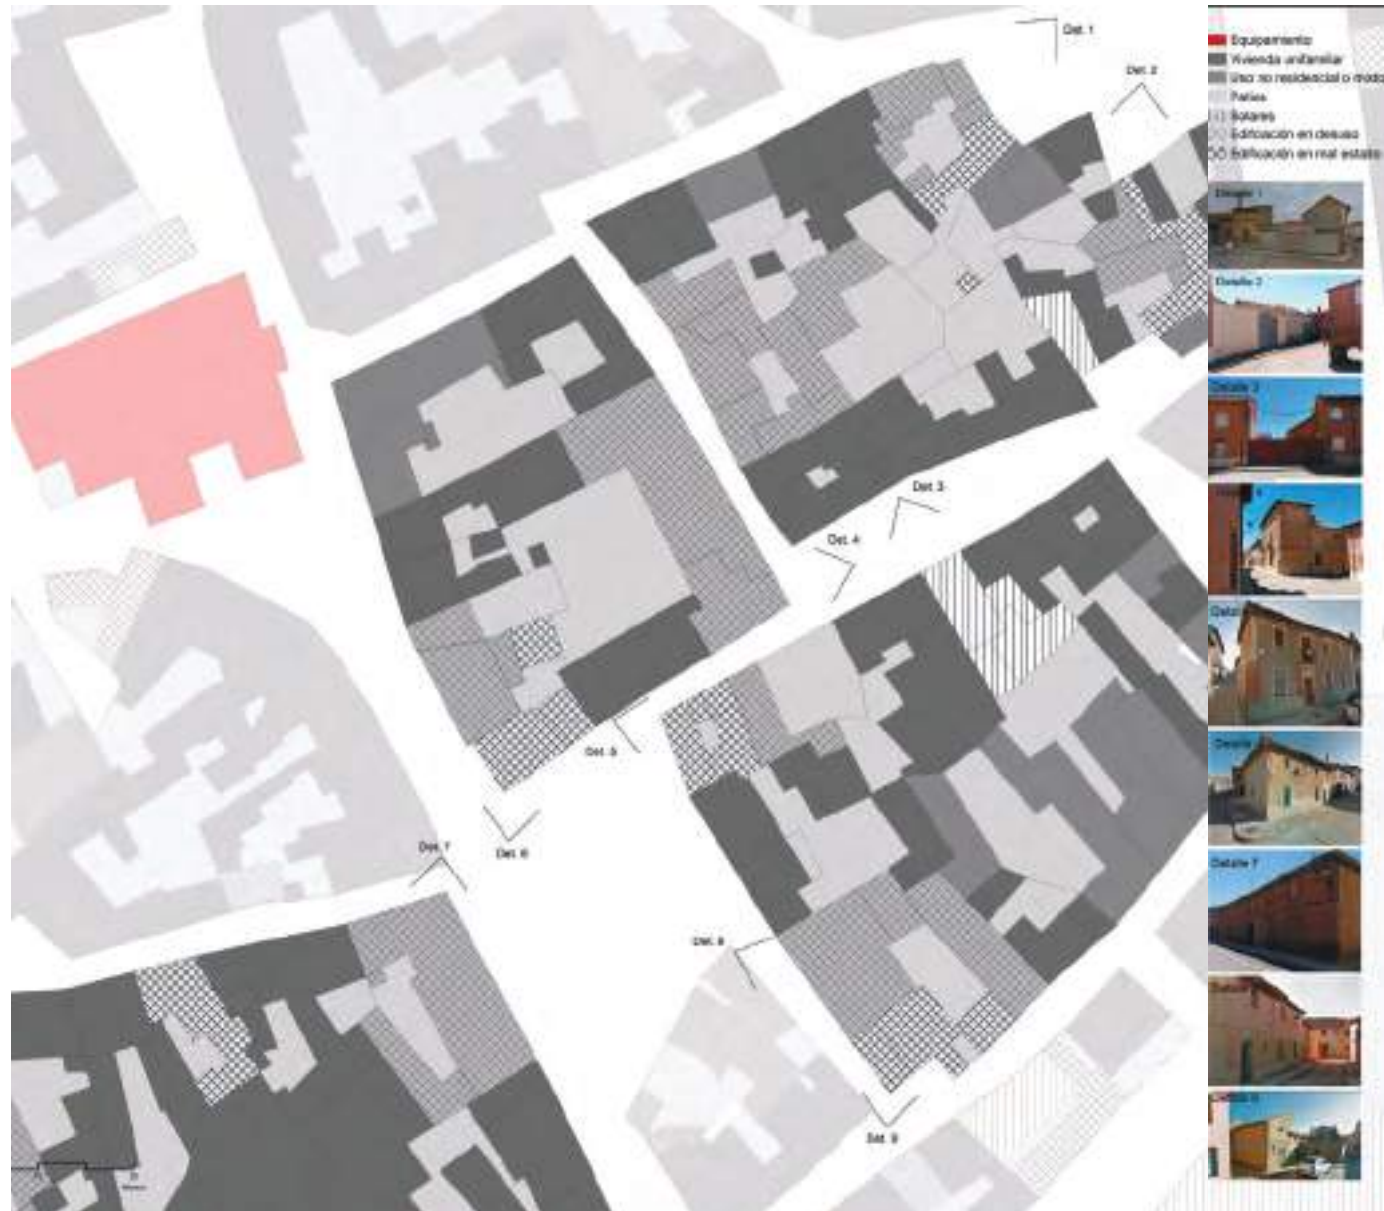 Det. 1
Det. 2
Equipamiento
Vivienda unifamiliar
Uso no residencial o mixto
Patios
Solares
Edificación en desuso
Edificación en mal estado
Detalle 1
Detalle 2
Detalle 3
Det. 3
Det. 4
Det. 5
Det. 6
Det. 7
Detalle 7
Det. 8
Det. 9